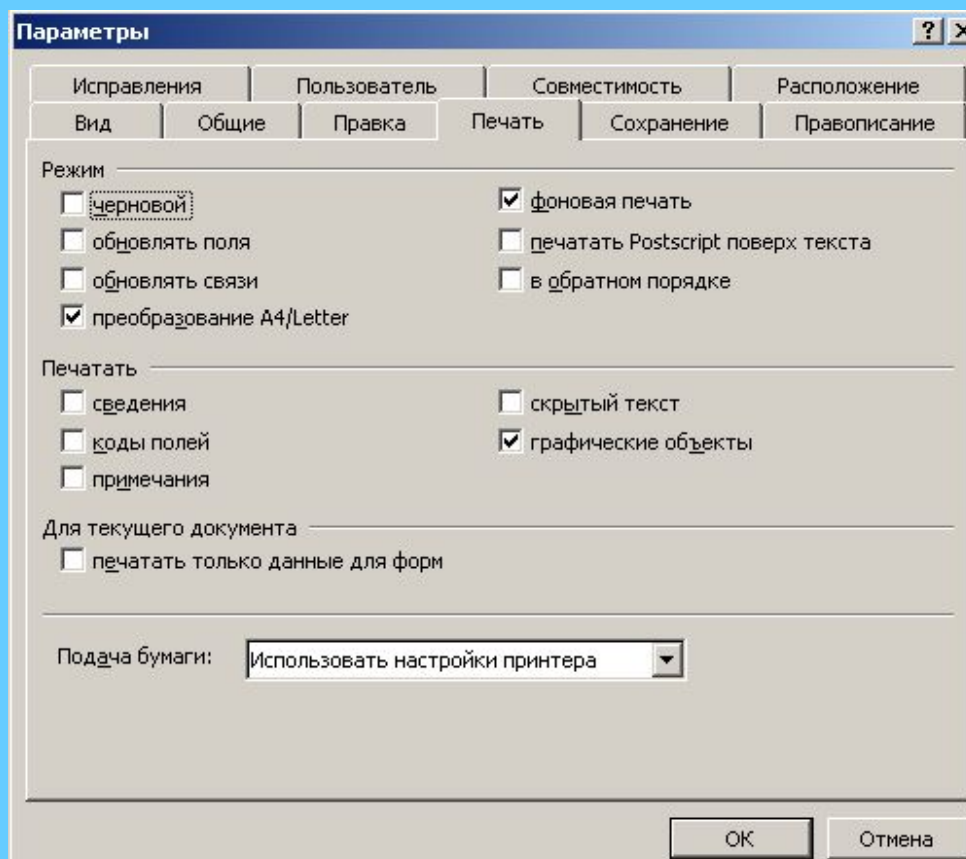 Параметры
Исправления Пользователь Совместимость Расположение
Вид Общие Правка Печать Сохранение Правописание
Режим
черновой фоновая печать
обновлять поля печатать Postscript поверх текста
обновлять связи в обратном порядке
преобразование A4/Letter
Печатать
сведения скрытый текст
коды полей графические объекты
примечания
Для текущего документа
печатать только данные для форм
Подача бумаги: Использовать настройки принтера
ОК Отмена